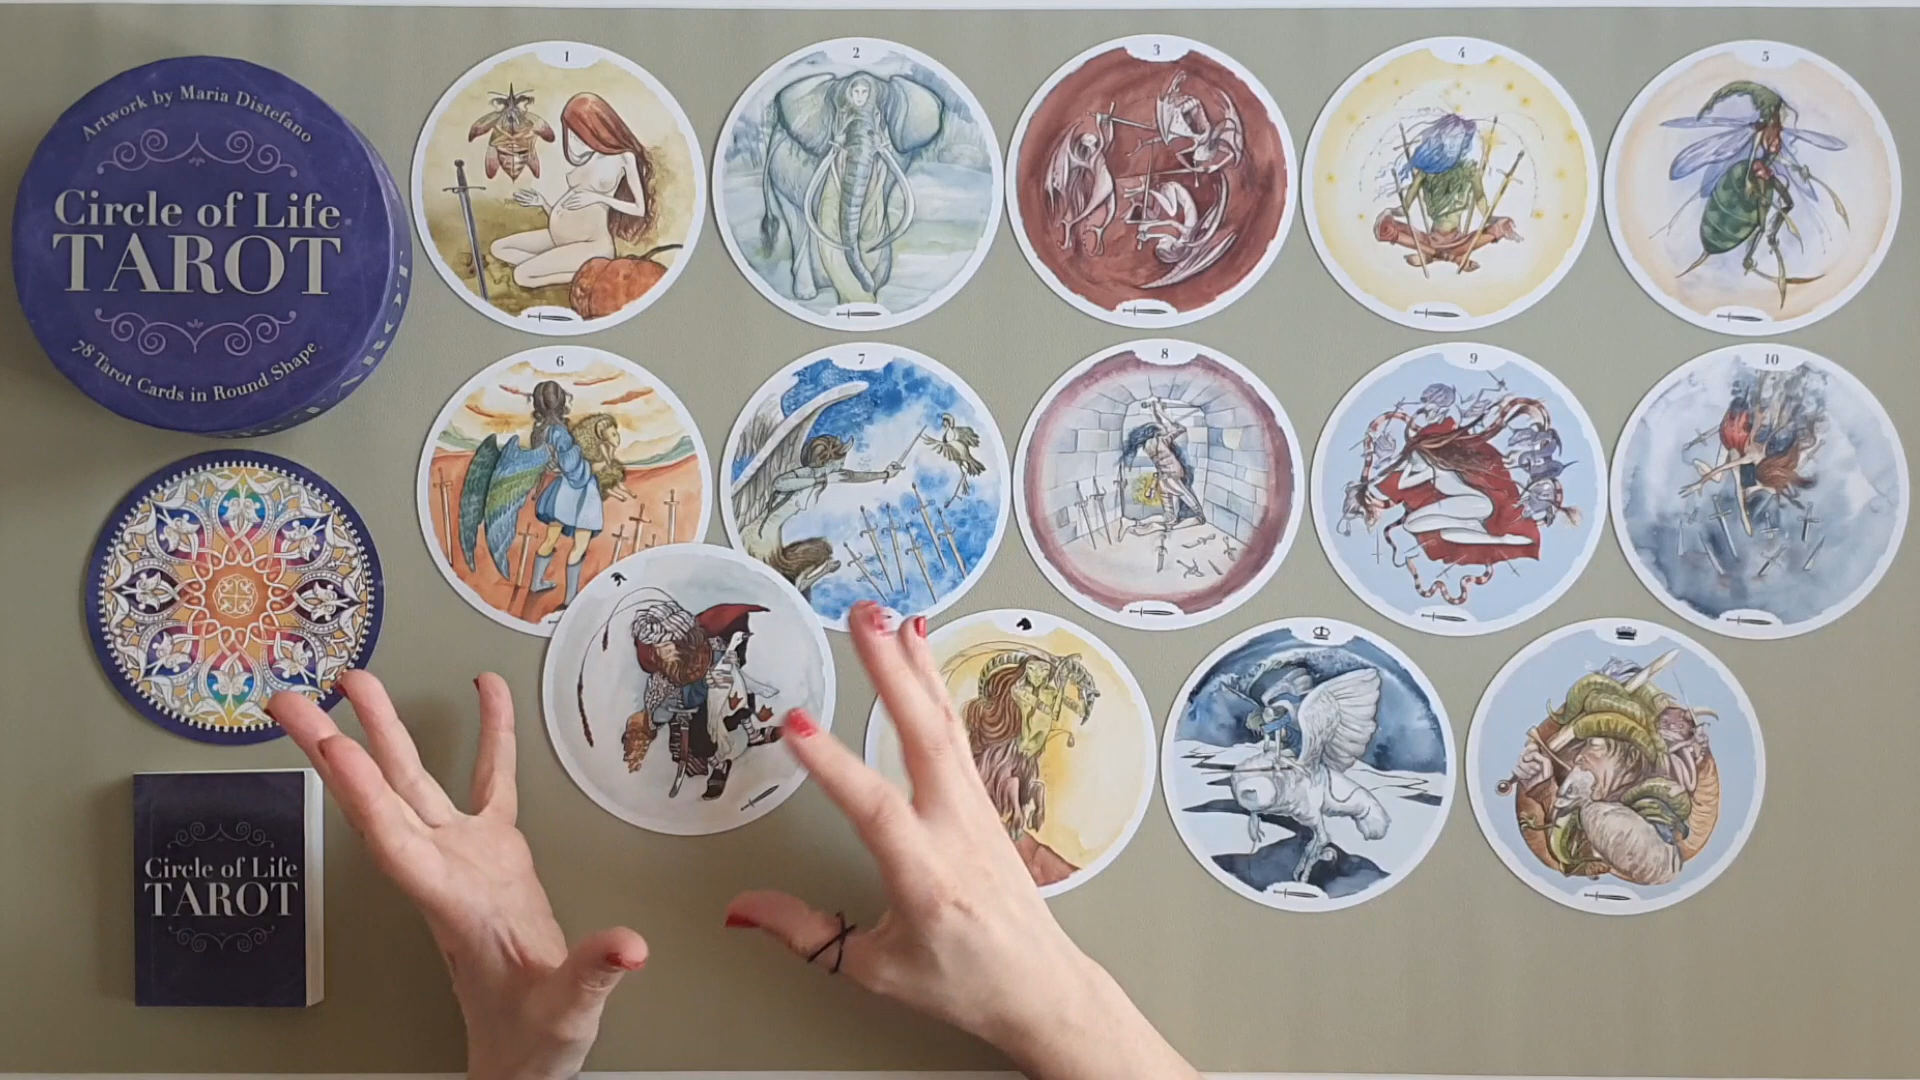 Artwork by Maria Distefano
Circle of Life
TAROT
78 Tarot Cards in Round Shape
1
2
3
4
5
6
7
8
9
10
Circle of Life
TAROT